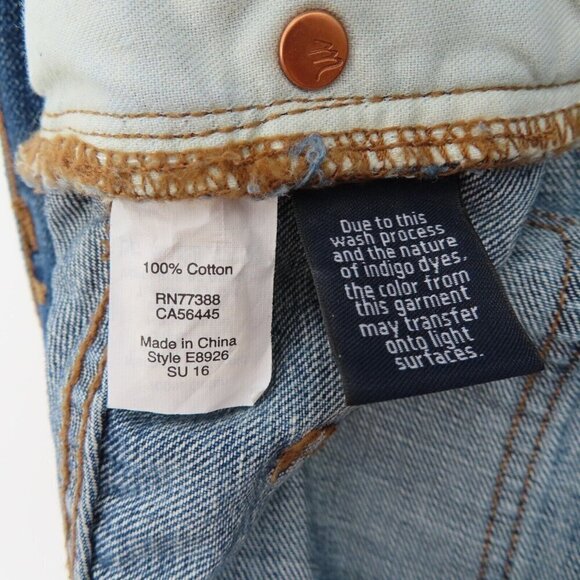 100% Cotton
RN77388
CA56445
Made in China
Style E8926
SU 16
Due to this
wash process
and the nature
of indigo dyes,
the color from
this garment
may transfer
onto light
surfaces.